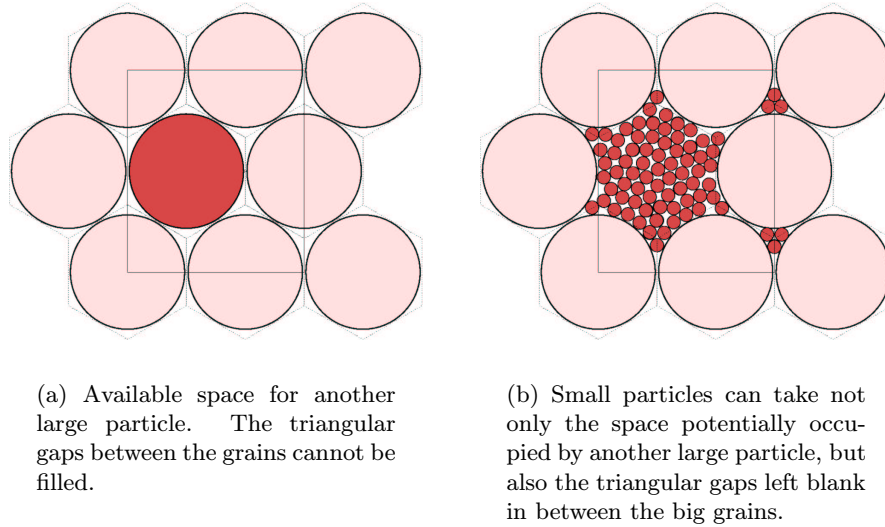 (a) Available space for another
large particle. The triangular
gaps between the grains cannot be
filled.
(b) Small particles can take not
only the space potentially occu-
pied by another large particle, but
also the triangular gaps left blank
in between the big grains.